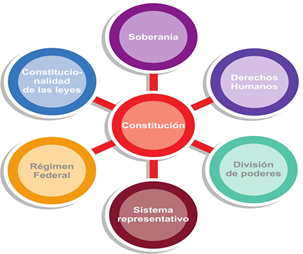 Soberanía
Constitucio-
nalidad
de las leyes
Derechos
Humanos
Constitución
Régimen
Federal
División
de poderes
Sistema
representativo